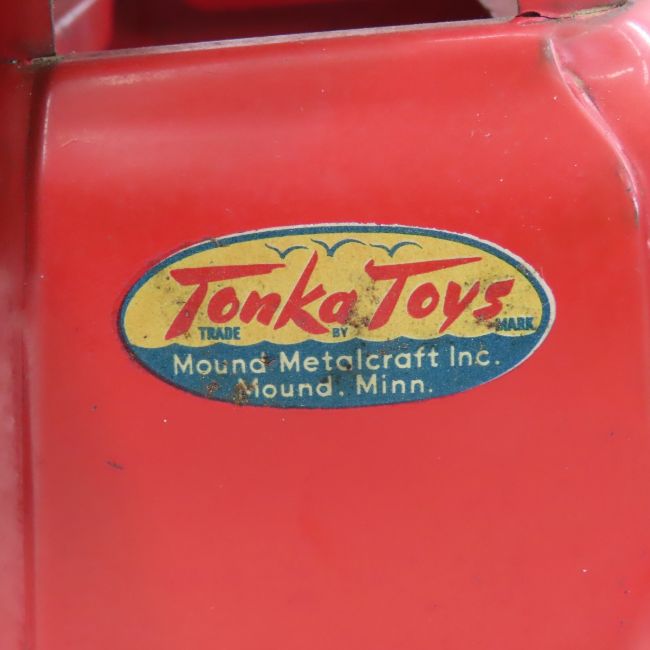 Tonka Toys
TRADE BY MARK
Mound Metalcraft Inc.
Mound, Minn.